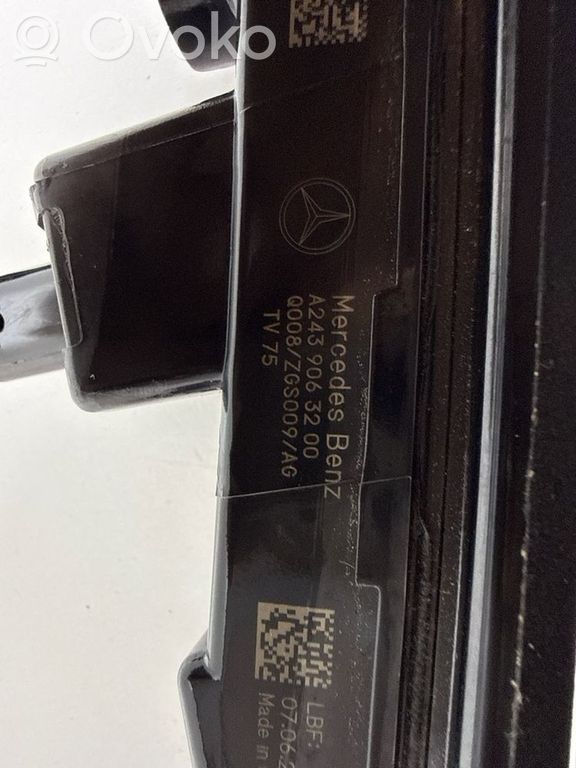 Ovoko
Mercedes Benz
A243 906 32 00
Q008/ZGS009/AG
TV 75
LBF:
07.06.2
Made in